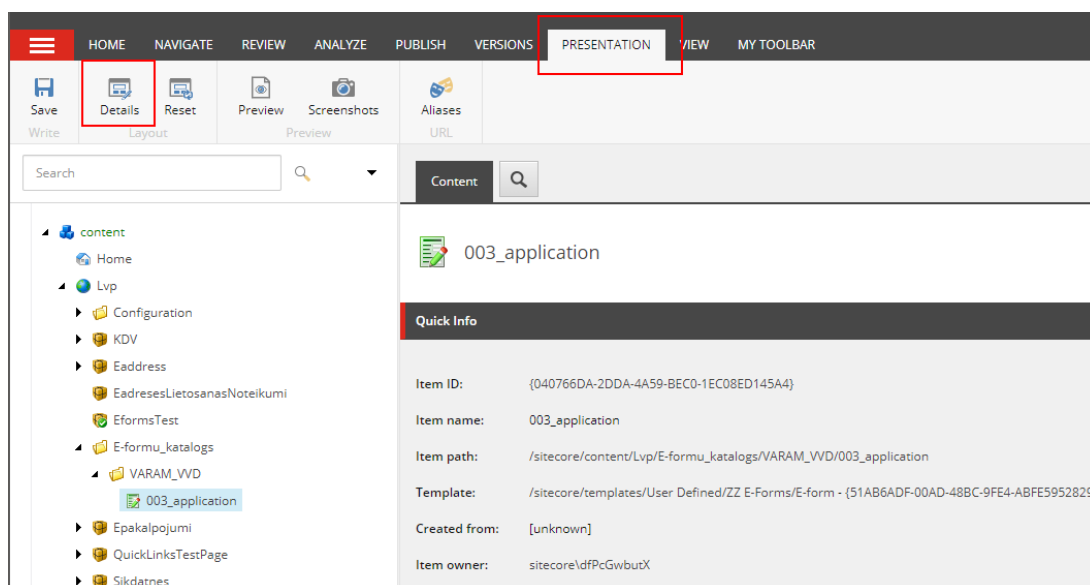 HOME NAVIGATE REVIEW ANALYZE PUBLISH VERSIONS PRESENTATION VIEW MY TOOLBAR
Save Details Reset Preview Screenshots Aliases
Write Layout Preview URL
Search
Content
content
Home
Lvp
Configuration
KDV
Eaddress
EadresesLietosanasNoteikumi
EformsTest
E-formu_katalogs
VARAM_VVD
003_application
Epakalpojumi
QuickLinksTestPage
Sikdatnes
003_application
Quick Info
Item ID: {040766DA-2DDA-4A59-BEC0-1EC08ED145A4}
Item name: 003_application
Item path: /sitecore/content/Lvp/E-formu_katalogs/VARAM_VVD/003_application
Template: /sitecore/templates/User Defined/ZZ E-Forms/E-form - {51AB6ADF-00AD-48BC-9FE4-ABFE5952829
Created from: [unknown]
Item owner: sitecore\dfPcGwbutX